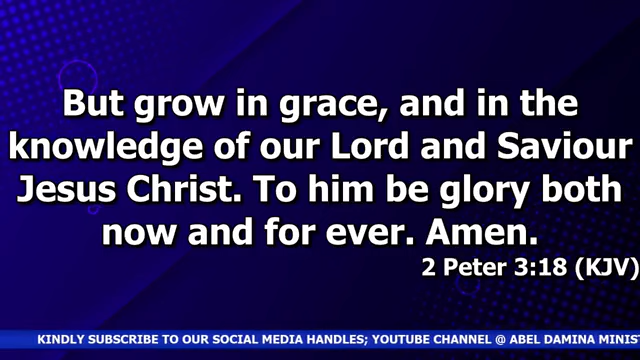 But grow in grace, and in the
knowledge of our Lord and Saviour
Jesus Christ. To him be glory both
now and for ever. Amen.
2 Peter 3:18 (KJV)
KINDLY SUBSCRIBE TO OUR SOCIAL MEDIA HANDLES; YOUTUBE CHANNEL @ ABEL DAMINA MINIS